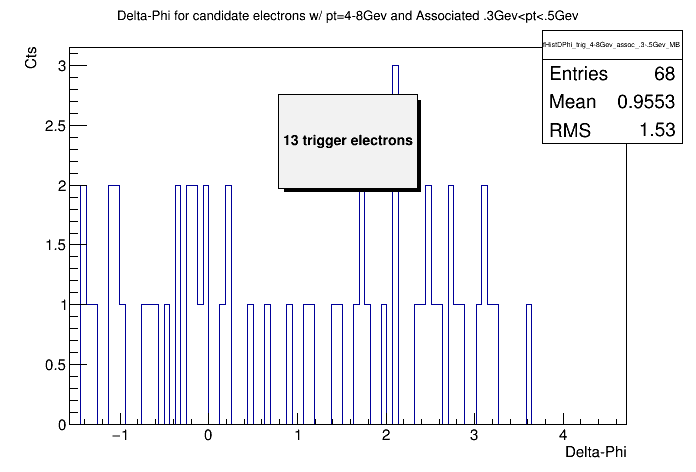 Delta-Phi for candidate electrons w/ pt=4-8Gev and Associated .3Gev<pt<.5Gev
fHistDPhi_trig_4-8Gev_assoc_.3-.5Gev_MB
Entries 68
Mean 0.9553
RMS 1.53
Cts
3
2.5
13 trigger electrons
2
1.5
1
0.5
0
−1 0 1 2 3 4
Delta-Phi